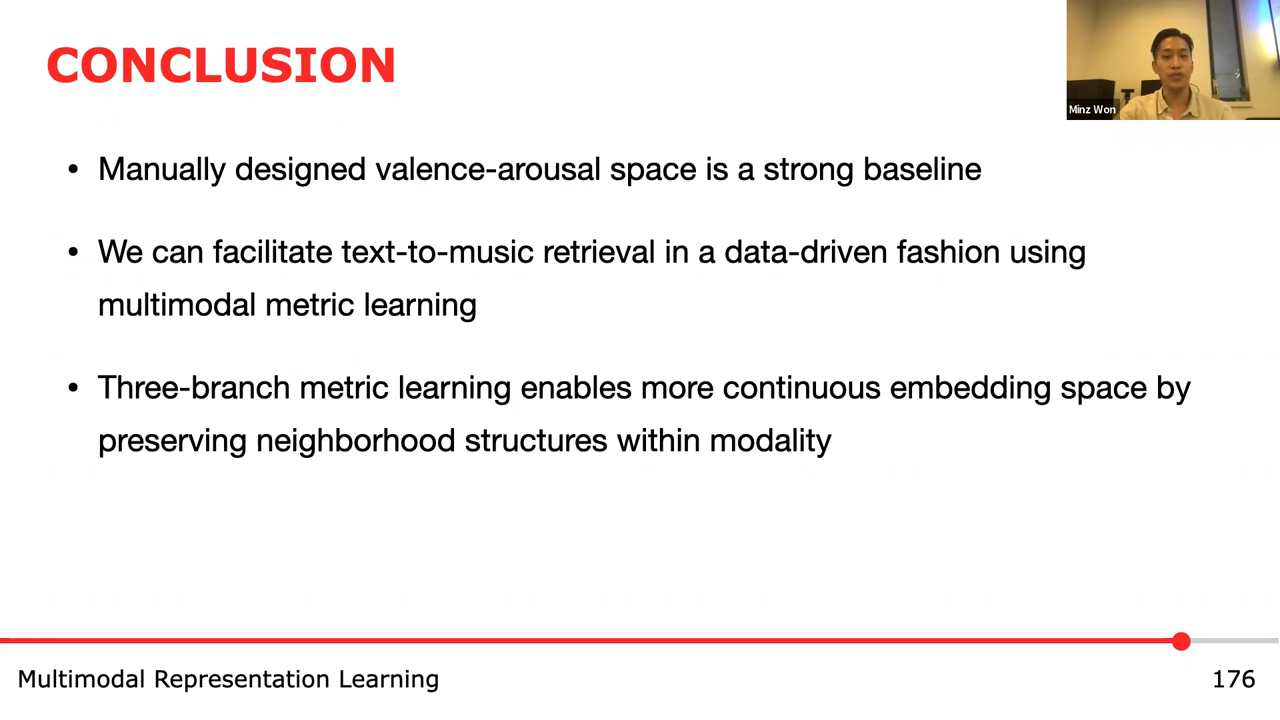 CONCLUSION
Minz Won
• Manually designed valence-arousal space is a strong baseline
• We can facilitate text-to-music retrieval in a data-driven fashion using
multimodal metric learning
• Three-branch metric learning enables more continuous embedding space by
preserving neighborhood structures within modality
Multimodal Representation Learning
176